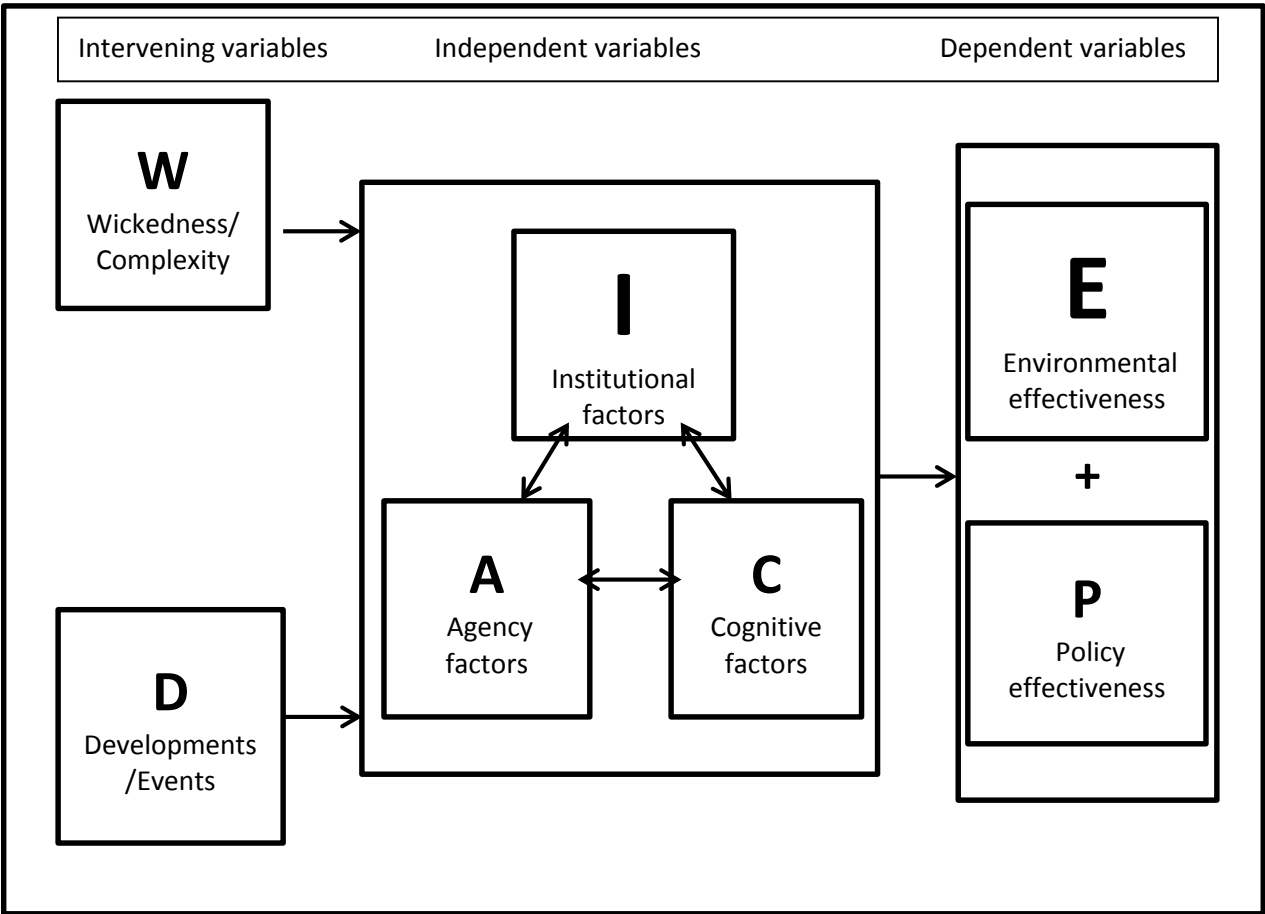 Intervening variables Independent variables Dependent variables
W
Wickedness/
Complexity
D
Developments
/Events
I
Institutional
factors
A
Agency
factors
C
Cognitive
factors
E
Environmental
effectiveness
+
P
Policy
effectiveness